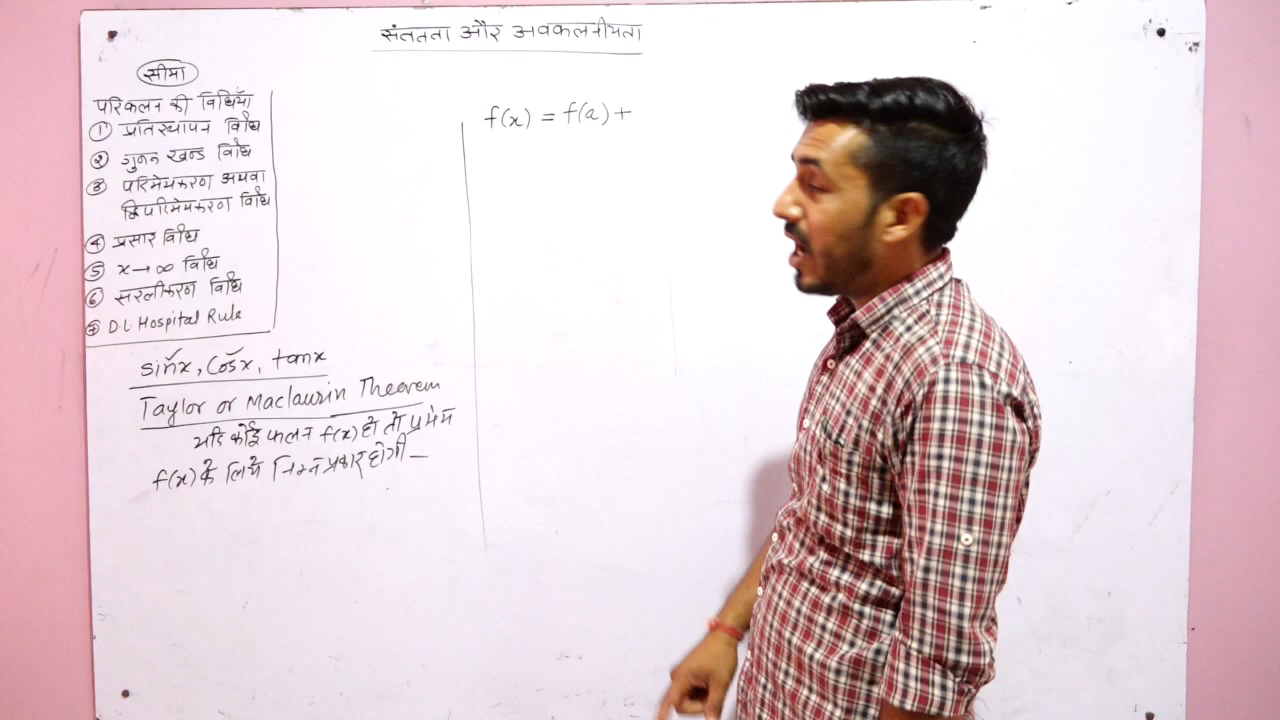 संततता और अवकलनीयता
सीमा
परिकलन की विधियाँ
① प्रतिस्थापन विधि
② गुणन खण्ड विधि
③ परिमेयकरण अथवा
द्विपरिमेयकरण विधि
④ प्रसार विधि
⑤ x→∞ विधि
⑥ सरलीकरण विधि
⑦ D.L. Hospital Rule
sinx, Cosx, tanx
Taylor or Maclaurin Theorem
यदि कोई फलन f(x) हो तो प्रमेय
f(x) के लिये निम्न प्रकार होगी –
f(x) = f(a) +